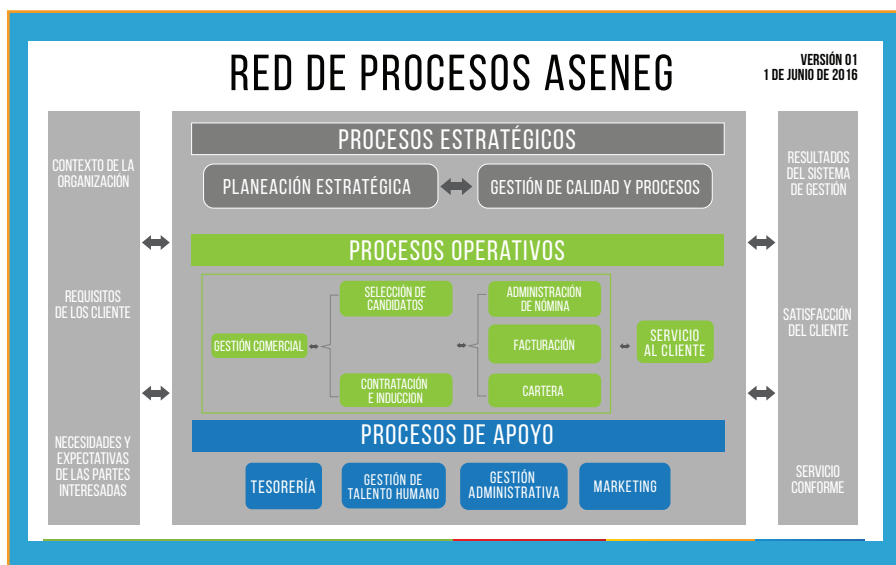 RED DE PROCESOS ASENEG
VERSIÓN 01
1 DE JUNIO DE 2016
CONTEXTO DE LA
ORGANIZACIÓN
REQUISITOS
DE LOS CLIENTE
NECESIDADES Y
EXPECTATIVAS
DE LAS PARTES
INTERESADAS
PROCESOS ESTRATÉGICOS
PLANEACIÓN ESTRATÉGICA
GESTIÓN DE CALIDAD Y PROCESOS
PROCESOS OPERATIVOS
GESTIÓN COMERCIAL
SELECCIÓN DE
CANDIDATOS
CONTRATACIÓN
E INDUCCION
ADMINISTRACIÓN
DE NÓMINA
FACTURACIÓN
CARTERA
SERVICIO
AL CLIENTE
PROCESOS DE APOYO
TESORERÍA
GESTIÓN DE
TALENTO HUMANO
GESTIÓN
ADMINISTRATIVA
MARKETING
RESULTADOS
DEL SISTEMA
DE GESTIÓN
SATISFACCIÓN
DEL CLIENTE
SERVICIO
CONFORME